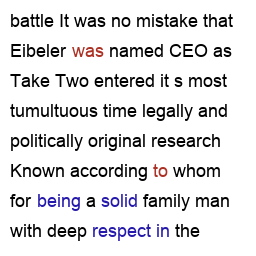 battle It was no mistake that
Eibeler was named CEO as
Take Two entered it s most
tumultuous time legally and
politically original research
Known according to whom
for being a solid family man
with deep respect in the